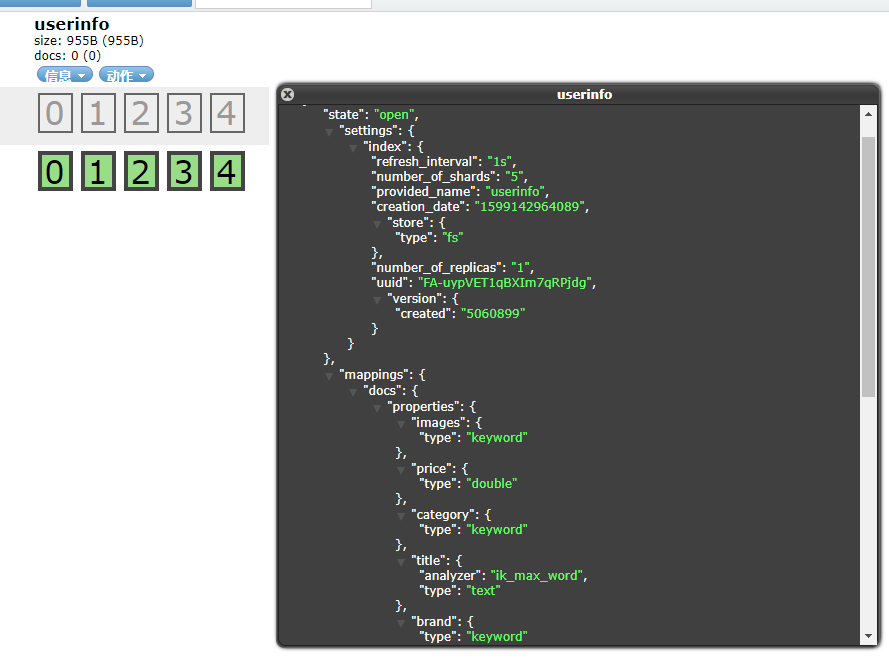 userinfo
size: 955B (955B)
docs: 0 (0)
信息 动作
0 1 2 3 4
0 1 2 3 4
userinfo
"state": "open",
"settings": {
"index": {
"refresh_interval": "1s",
"number_of_shards": "5",
"provided_name": "userinfo",
"creation_date": "1599142964089",
"store": {
"type": "fs"
},
"number_of_replicas": "1",
"uuid": "FA-uypVET1qBXIm7qRPjdg",
"version": {
"created": "5060899"
}
}
},
"mappings": {
"docs": {
"properties": {
"images": {
"type": "keyword"
},
"price": {
"type": "double"
},
"category": {
"type": "keyword"
},
"title": {
"analyzer": "ik_max_word",
"type": "text"
},
"brand": {
"type": "keyword"